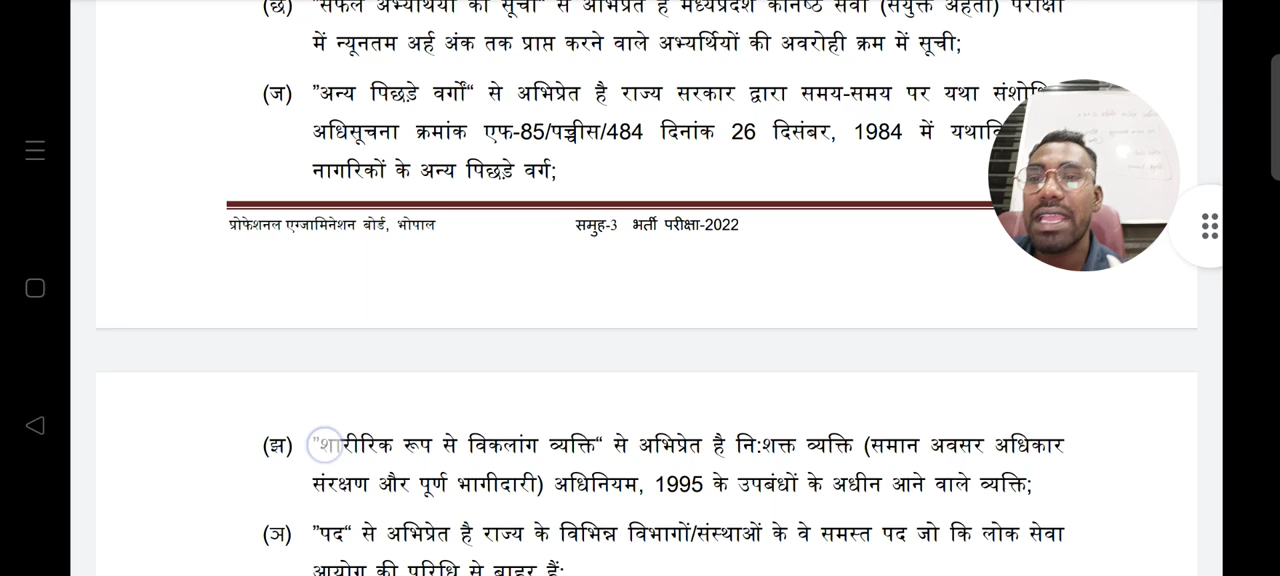 (छ) "सफल अभ्यर्थियों की सूची" से अभिप्रेत है मध्यप्रदेश कनिष्ठ सेवा (संयुक्त अर्हता) परीक्षा
में न्यूनतम अर्ह अंक तक प्राप्त करने वाले अभ्यर्थियों की अवरोही क्रम में सूची;
(ज) "अन्य पिछड़े वर्गों" से अभिप्रेत है राज्य सरकार द्वारा समय-समय पर यथा
अधिसूचना क्रमांक एफ-85/पच्चीस/484 दिनांक 26 दिसंबर, 1984 में
नागरिकों के अन्य पिछड़े वर्ग;
प्रोफेशनल एग्जामिनेशन बोर्ड, भोपाल समुह-3 भर्ती परीक्षा-2022
(झ) "शारीरिक रूप से विकलांग व्यक्ति" से अभिप्रेत है नि:शक्त व्यक्ति (समान अवसर अधिकार
संरक्षण और पूर्ण भागीदारी) अधिनियम, 1995 के उपबंधों के अधीन आने वाले व्यक्ति;
(ञ) "पद" से अभिप्रेत है राज्य के विभिन्न विभागों/संस्थाओं के वे समस्त पद जो कि लोक सेवा
आयोग की परिधि से बाहर हैं;